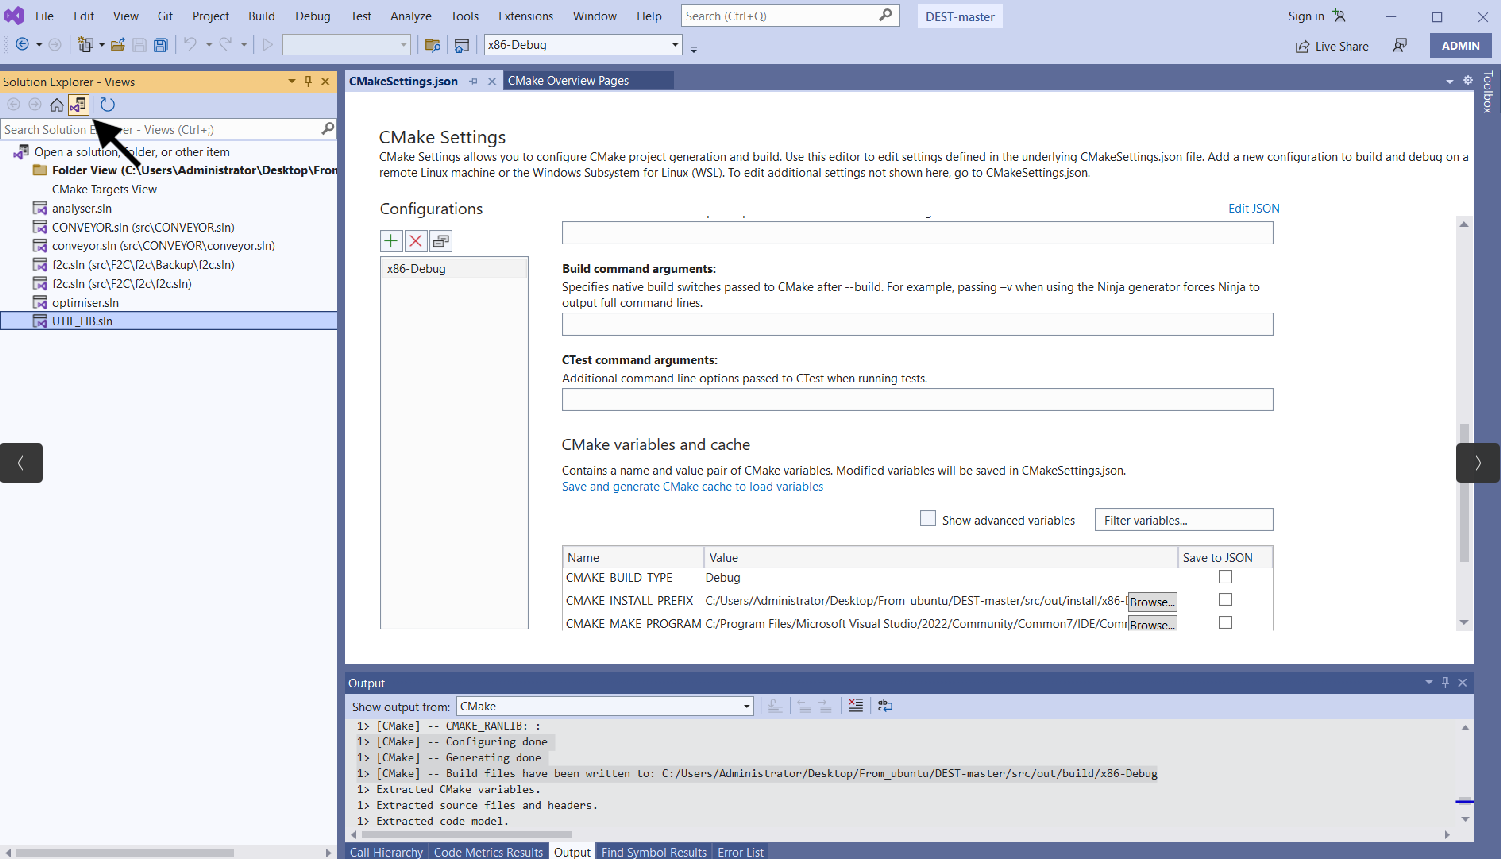 File Edit View Git Project Build Debug Test Analyze Tools Extensions Window Help Search (Ctrl+Q) DEST-master Sign in
x86-Debug Live Share ADMIN
Solution Explorer - Views
CMakeSettings.json CMake Overview Pages
Toolbox
Search Solution Explorer - Views (Ctrl+;)
Open a solution, folder, or other item
Folder View (C:\Users\Administrator\Desktop\From
CMake Targets View
analyser.sln
CONVEYOR.sln (src\CONVEYOR.sln)
conveyor.sln (src\CONVEYOR\conveyor.sln)
f2c.sln (src\F2C\f2c\Backup\f2c.sln)
f2c.sln (src\F2C\f2c\f2c.sln)
optimiser.sln
UTIL_LIB.sln
CMake Settings
CMake Settings allows you to configure CMake project generation and build. Use this editor to edit settings defined in the underlying CMakeSettings.json file. Add a new configuration to build and debug on a
remote Linux machine or the Windows Subsystem for Linux (WSL). To edit additional settings not shown here, go to CMakeSettings.json.
Configurations
Edit JSON
x86-Debug
Build command arguments:
Specifies native build switches passed to CMake after --build. For example, passing –v when using the Ninja generator forces Ninja to
output full command lines.
CTest command arguments:
Additional command line options passed to CTest when running tests.
CMake variables and cache
Contains a name and value pair of CMake variables. Modified variables will be saved in CMakeSettings.json.
Save and generate CMake cache to load variables
Show advanced variables Filter variables...
Name Value Save to JSON
CMAKE_BUILD_TYPE Debug
CMAKE_INSTALL_PREFIX C:/Users/Administrator/Desktop/From_ubuntu/DEST-master/src/out/install/x86- Browse...
CMAKE_MAKE_PROGRAM C:/Program Files/Microsoft Visual Studio/2022/Community/Common7/IDE/Comm Browse...
Output
Show output from: CMake
1> [CMake] -- CMAKE_RANLIB: :
1> [CMake] -- Configuring done
1> [CMake] -- Generating done
1> [CMake] -- Build files have been written to: C:/Users/Administrator/Desktop/From_ubuntu/DEST-master/src/out/build/x86-Debug
1> Extracted CMake variables.
1> Extracted source files and headers.
1> Extracted code model.
Call Hierarchy Code Metrics Results Output Find Symbol Results Error List